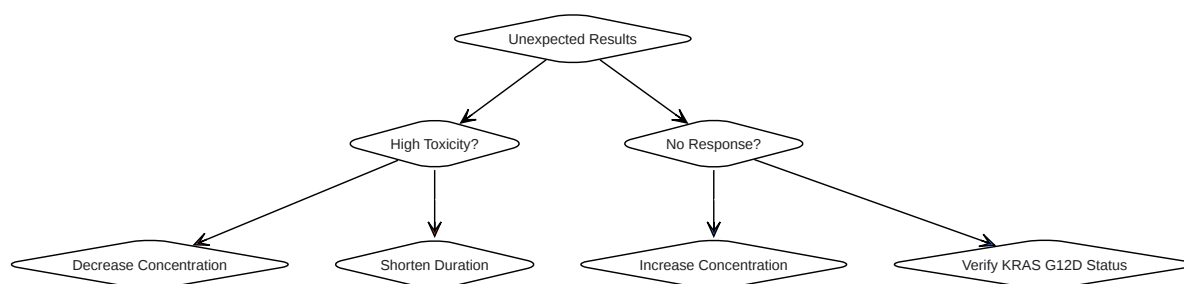 Unexpected Results
High Toxicity?
No Response?
Decrease Concentration
Shorten Duration
Increase Concentration
Verify KRAS G12D Status